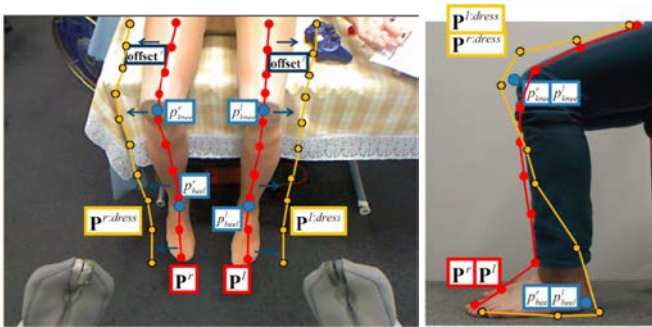 offset^r
offset^l
p^r_knee
p^l_knee
p^r_heel
p^l_heel
P^r:dress
P^l:dress
P^r
P^l
P^l:dress
P^r:dress
p^r_knee p^l_knee
P^r P^l
p^r_heel p^l_heel